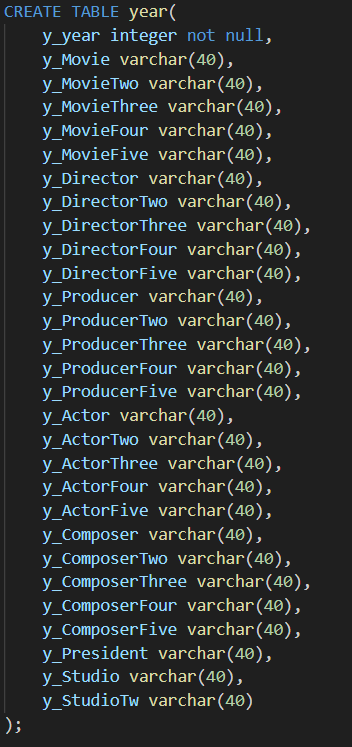 CREATE TABLE year(
y_year integer not null,
y_Movie varchar(40),
y_MovieTwo varchar(40),
y_MovieThree varchar(40),
y_MovieFour varchar(40),
y_MovieFive varchar(40),
y_Director varchar(40),
y_DirectorTwo varchar(40),
y_DirectorThree varchar(40),
y_DirectorFour varchar(40),
y_DirectorFive varchar(40),
y_Producer varchar(40),
y_ProducerTwo varchar(40),
y_ProducerThree varchar(40),
y_ProducerFour varchar(40),
y_ProducerFive varchar(40),
y_Actor varchar(40),
y_ActorTwo varchar(40),
y_ActorThree varchar(40),
y_ActorFour varchar(40),
y_ActorFive varchar(40),
y_Composer varchar(40),
y_ComposerTwo varchar(40),
y_ComposerThree varchar(40),
y_ComposerFour varchar(40),
y_ComposerFive varchar(40),
y_President varchar(40),
y_Studio varchar(40),
y_StudioTw varchar(40)
);